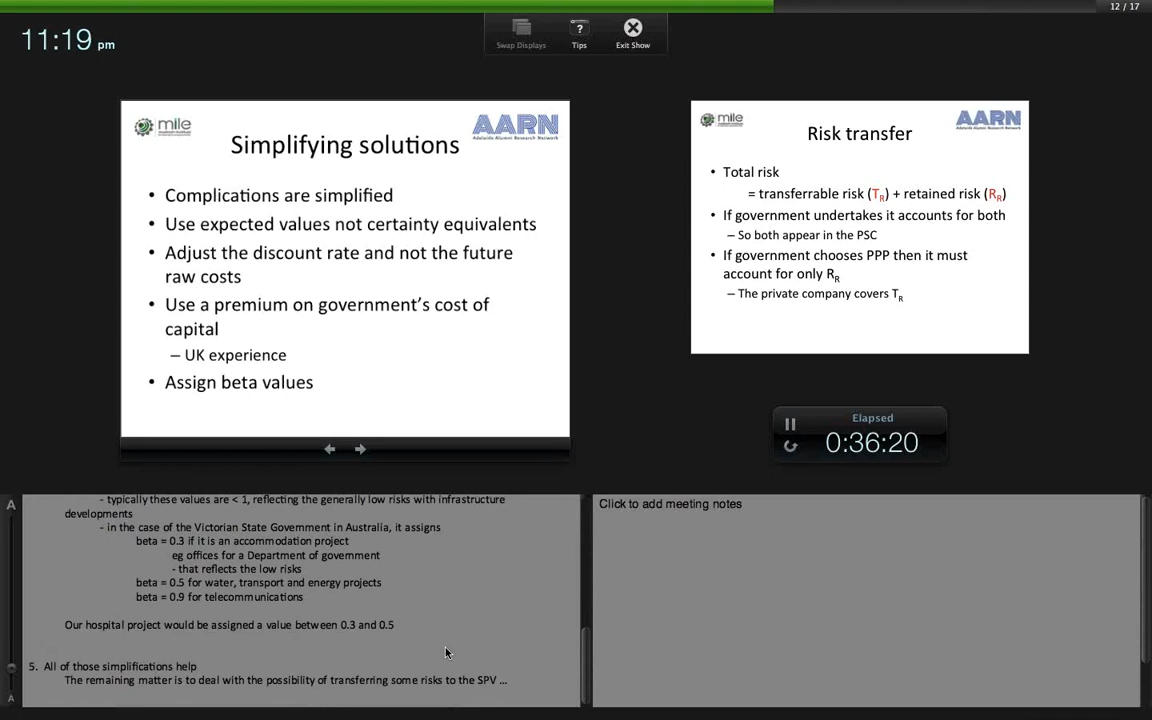 12 / 17
11:19 pm
Swap Displays
Tips
Exit Show
mile
AARN
Adelaide Alumni Research Network
Simplifying solutions
• Complications are simplified
• Use expected values not certainty equivalents
• Adjust the discount rate and not the future
raw costs
• Use a premium on government's cost of
capital
– UK experience
• Assign beta values
mile
AARN
Adelaide Alumni Research Network
Risk transfer
• Total risk
= transferrable risk (TR) + retained risk (RR)
• If government undertakes it accounts for both
– So both appear in the PSC
• If government chooses PPP then it must
account for only RR
– The private company covers TR
Elapsed
0:36:20
A
- typically these values are < 1, reflecting the generally low risks with infrastructure
developments
- in the case of the Victorian State Government in Australia, it assigns
beta = 0.3 if it is an accommodation project
eg offices for a Department of government
- that reflects the low risks
beta = 0.5 for water, transport and energy projects
beta = 0.9 for telecommunications
Our hospital project would be assigned a value between 0.3 and 0.5
5. All of those simplifications help
The remaining matter is to deal with the possibility of transferring some risks to the SPV ...
A
Click to add meeting notes